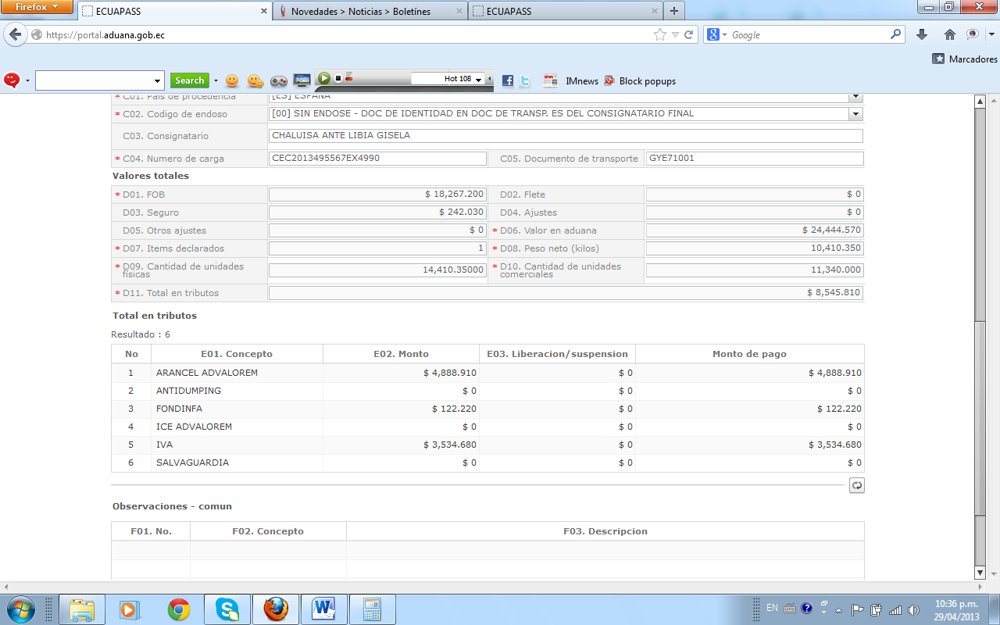 Firefox
ECUAPASS
Novedades > Noticias > Boletínes
ECUAPASS
https://portal.aduana.gob.ec
Google
Marcadores
Search
Hot 108
IMnews
Block popups
* C01. Pais de procedencia [ES] ESPAÑA
* C02. Codigo de endoso [00] SIN ENDOSE - DOC DE IDENTIDAD EN DOC DE TRANSP. ES DEL CONSIGNATARIO FINAL
C03. Consignatario CHALUISA ANTE LIBIA GISELA
* C04. Numero de carga CEC2013495567EX4990 C05. Documento de transporte GYE71001
Valores totales
* D01. FOB $ 18,267.200 D02. Flete $ 0
D03. Seguro $ 242.030 D04. Ajustes $ 0
D05. Otros ajustes $ 0 * D06. Valor en aduana $ 24,444.570
* D07. Items declarados 1 * D08. Peso neto (kilos) 10,410.350
* D09. Cantidad de unidades físicas 14,410.35000 * D10. Cantidad de unidades comerciales 11,340.000
* D11. Total en tributos $ 8,545.810
Total en tributos
Resultado : 6
No E01. Concepto E02. Monto E03. Liberacion/suspension Monto de pago
1 ARANCEL ADVALOREM $ 4,888.910 $ 0 $ 4,888.910
2 ANTIDUMPING $ 0 $ 0 $ 0
3 FONDINFA $ 122.220 $ 0 $ 122.220
4 ICE ADVALOREM $ 0 $ 0 $ 0
5 IVA $ 3,534.680 $ 0 $ 3,534.680
6 SALVAGUARDIA $ 0 $ 0 $ 0
Observaciones - comun
F01. No. F02. Concepto F03. Descripcion
EN
10:36 p.m.
29/04/2013